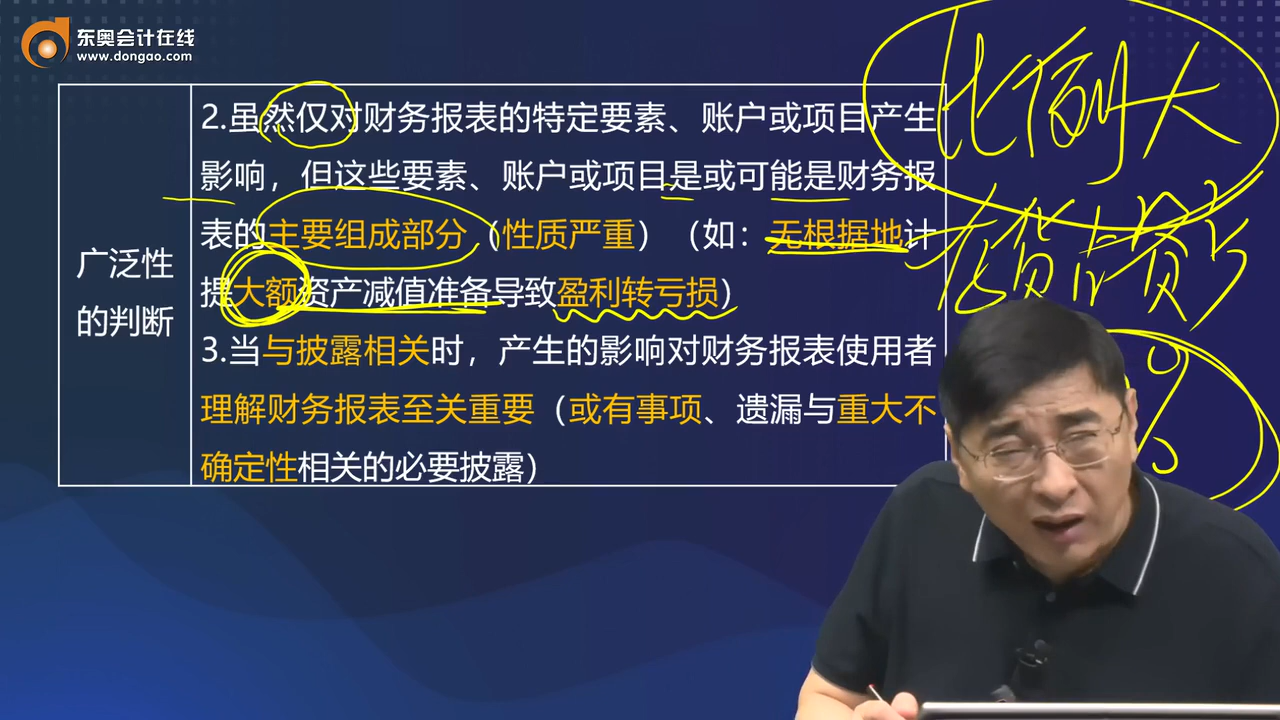 东奥会计在线
www.dongao.com
2.虽然仅对财务报表的特定要素、账户或项目产生
影响，但这些要素、账户或项目是或可能是财务报
表的主要组成部分（性质严重）（如：无根据地计
提大额资产减值准备导致盈利转亏损）
3.当与披露相关时，产生的影响对财务报表使用者
理解财务报表至关重要（或有事项、遗漏与重大不
确定性相关的必要披露）
广泛性
的判断
比例大
存货占资产
%